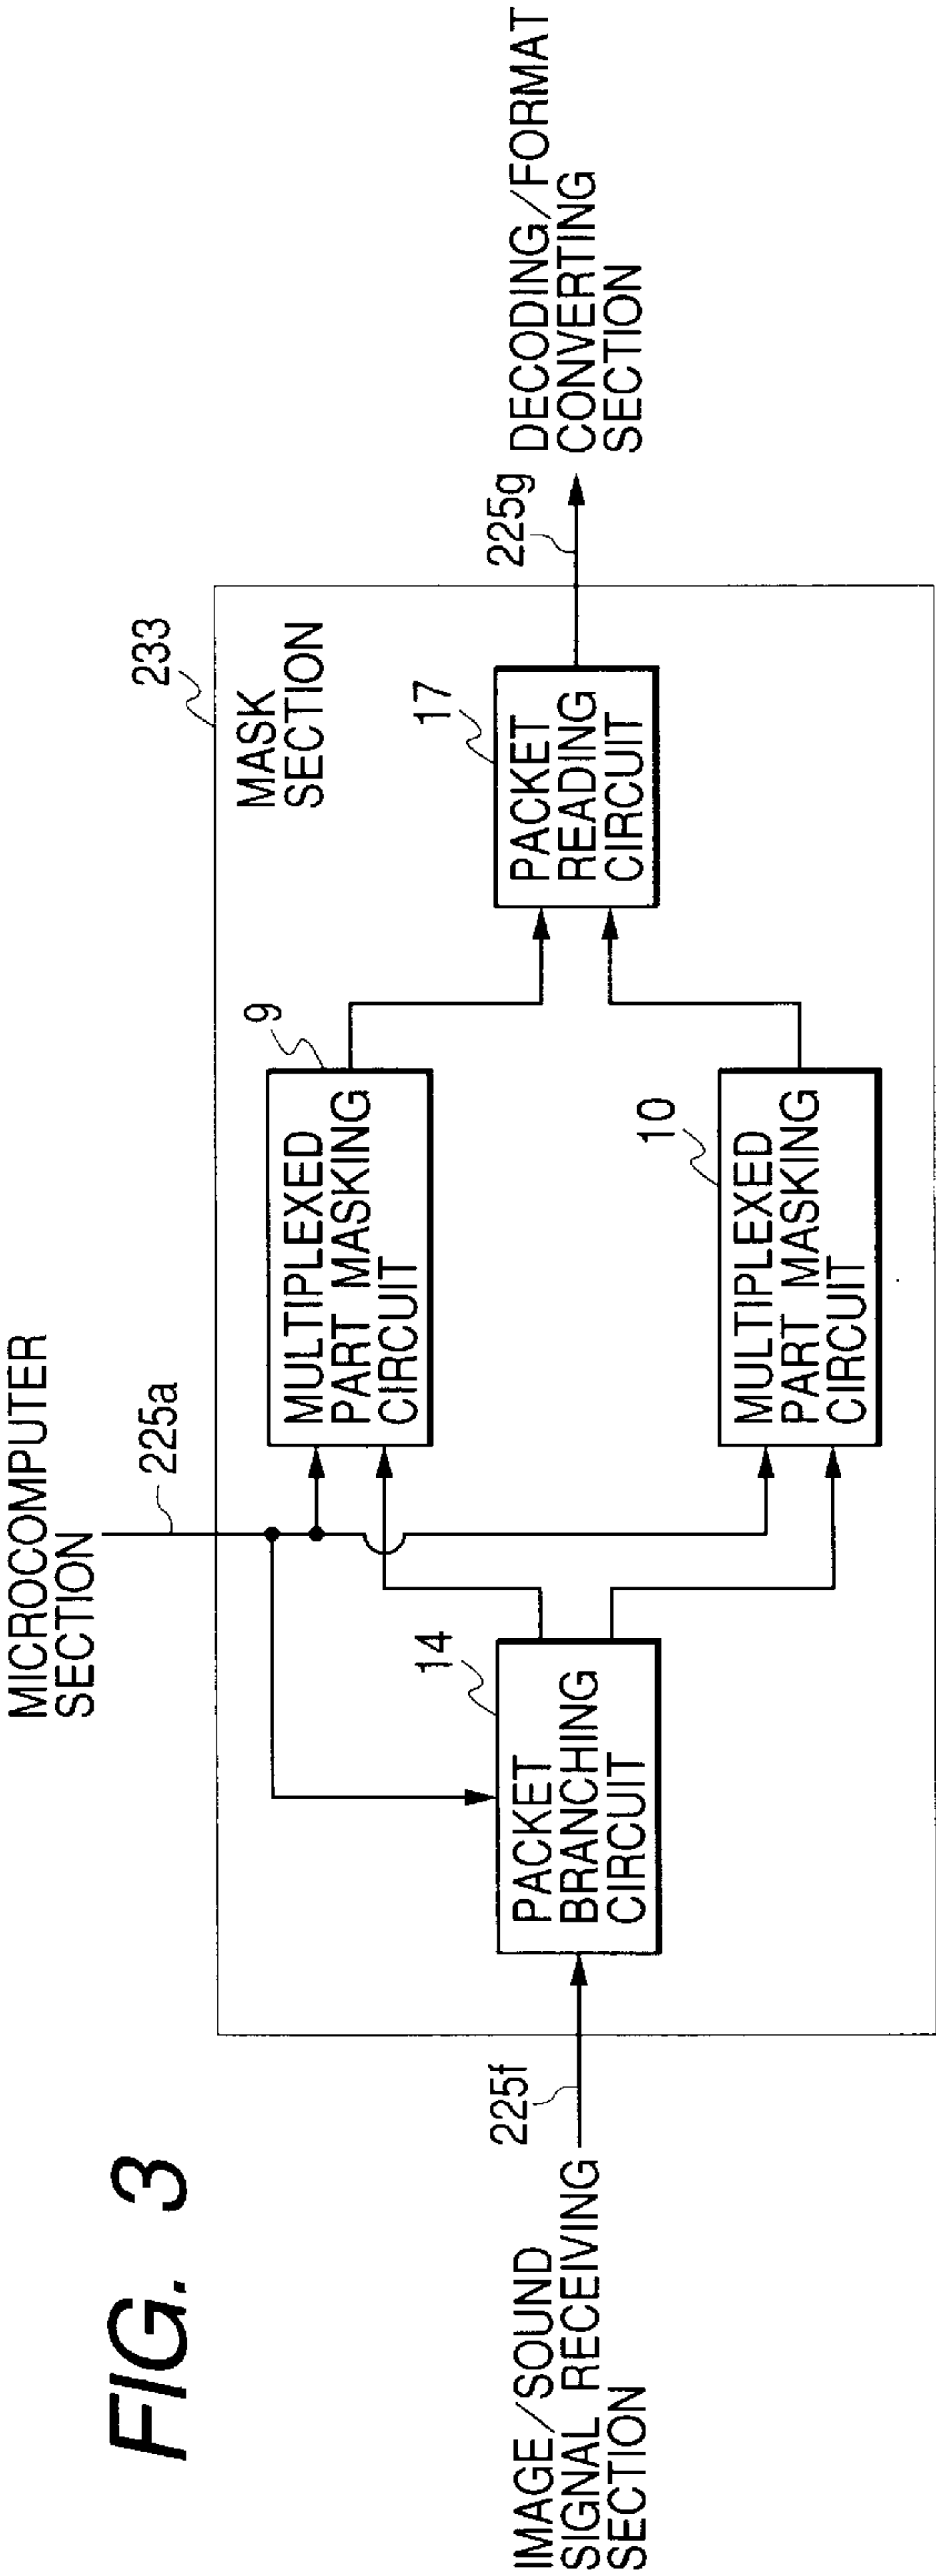 FIG. 3
MICROCOMPUTER
SECTION
225a
233
MASK
SECTION
9
MULTIPLEXED
PART MASKING
CIRCUIT
IMAGE/SOUND
SIGNAL RECEIVING
SECTION
225f
14
PACKET
BRANCHING
CIRCUIT
17
PACKET
READING
CIRCUIT
225g
DECODING/FORMAT
CONVERTING
SECTION
10
MULTIPLEXED
PART MASKING
CIRCUIT